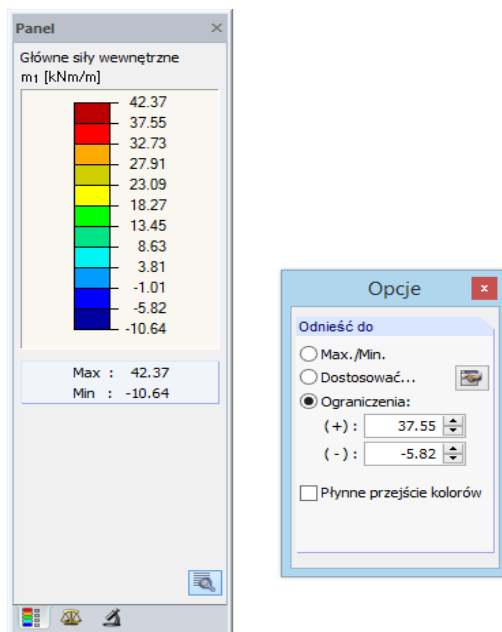 Panel
Główne siły wewnętrzne
m1 [kNm/m]
42.37
37.55
32.73
27.91
23.09
18.27
13.45
8.63
3.81
-1.01
-5.82
-10.64
Max : 42.37
Min : -10.64
Opcje
x
Odnieść do
Max./Min.
Dostosować...
Ograniczenia:
(+) : 37.55
(-) : -5.82
Płynne przejście kolorów